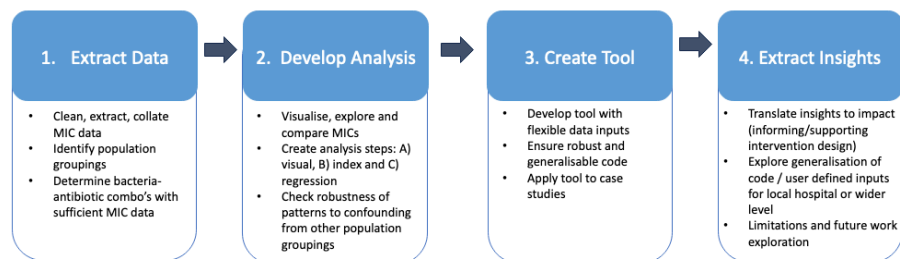 1. Extract Data
• Clean, extract, collate
MIC data
• Identify population
groupings
• Determine bacteria-
antibiotic combo's with
sufficient MIC data
2. Develop Analysis
• Visualise, explore and
compare MICs
• Create analysis steps: A)
visual, B) index and C)
regression
• Check robustness of
patterns to confounding
from other population
groupings
3. Create Tool
• Develop tool with
flexible data inputs
• Ensure robust and
generalisable code
• Apply tool to case
studies
4. Extract Insights
• Translate insights to impact
(informing/supporting
intervention design)
• Explore generalisation of
code / user defined inputs
for local hospital or wider
level
• Limitations and future work
exploration